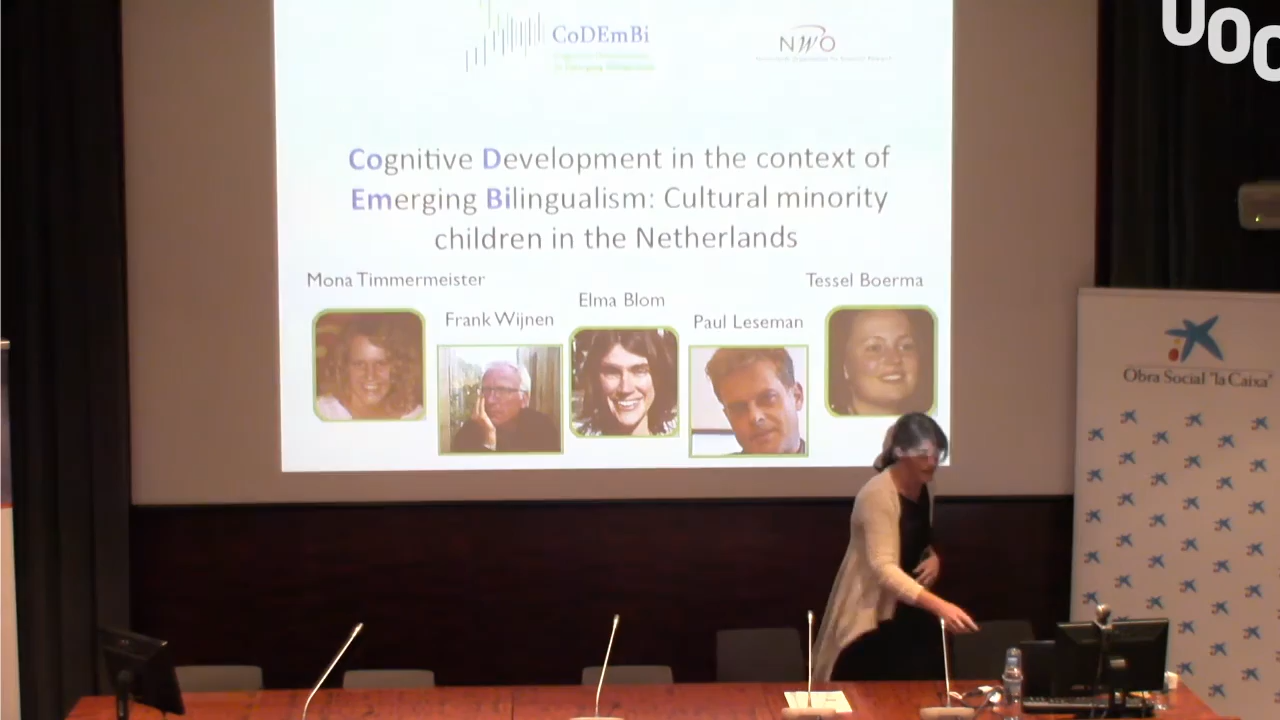 UOC
CoDEmBi
NWO
Cognitive Development in the context of
Emerging Bilingualism: Cultural minority
children in the Netherlands
Mona Timmermeister
Frank Wijnen
Elma Blom
Paul Leseman
Tessel Boerma
Obra Social "la Caixa"